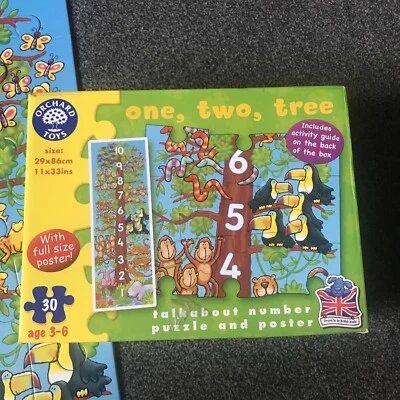 ORCHARD
TOYS
one, two, tree
size:
29x86cm
11x33ins
Includes
activity guide
on the back
of the box
10
9
8
7
6
5
4
3
2
1
6
5
4
With
full size
poster!
30
age 3-6
talkabout number
puzzle and poster